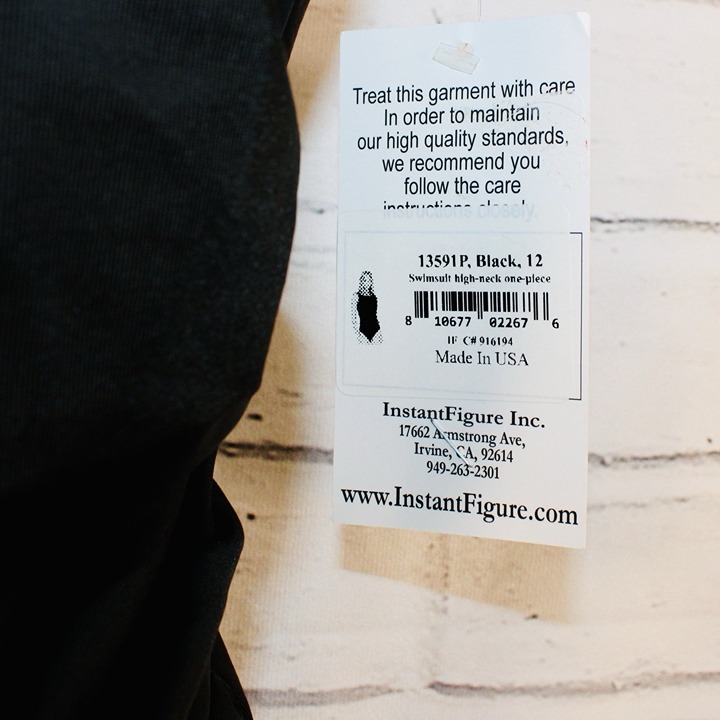 Treat this garment with care
In order to maintain
our high quality standards,
we recommend you
follow the care
instructions closely.
13591P, Black, 12
Swimsuit high-neck one-piece
8 10677 02267 6
IF C# 916194
Made In USA
InstantFigure Inc.
17662 Armstrong Ave,
Irvine, CA, 92614
949-263-2301
www.InstantFigure.com